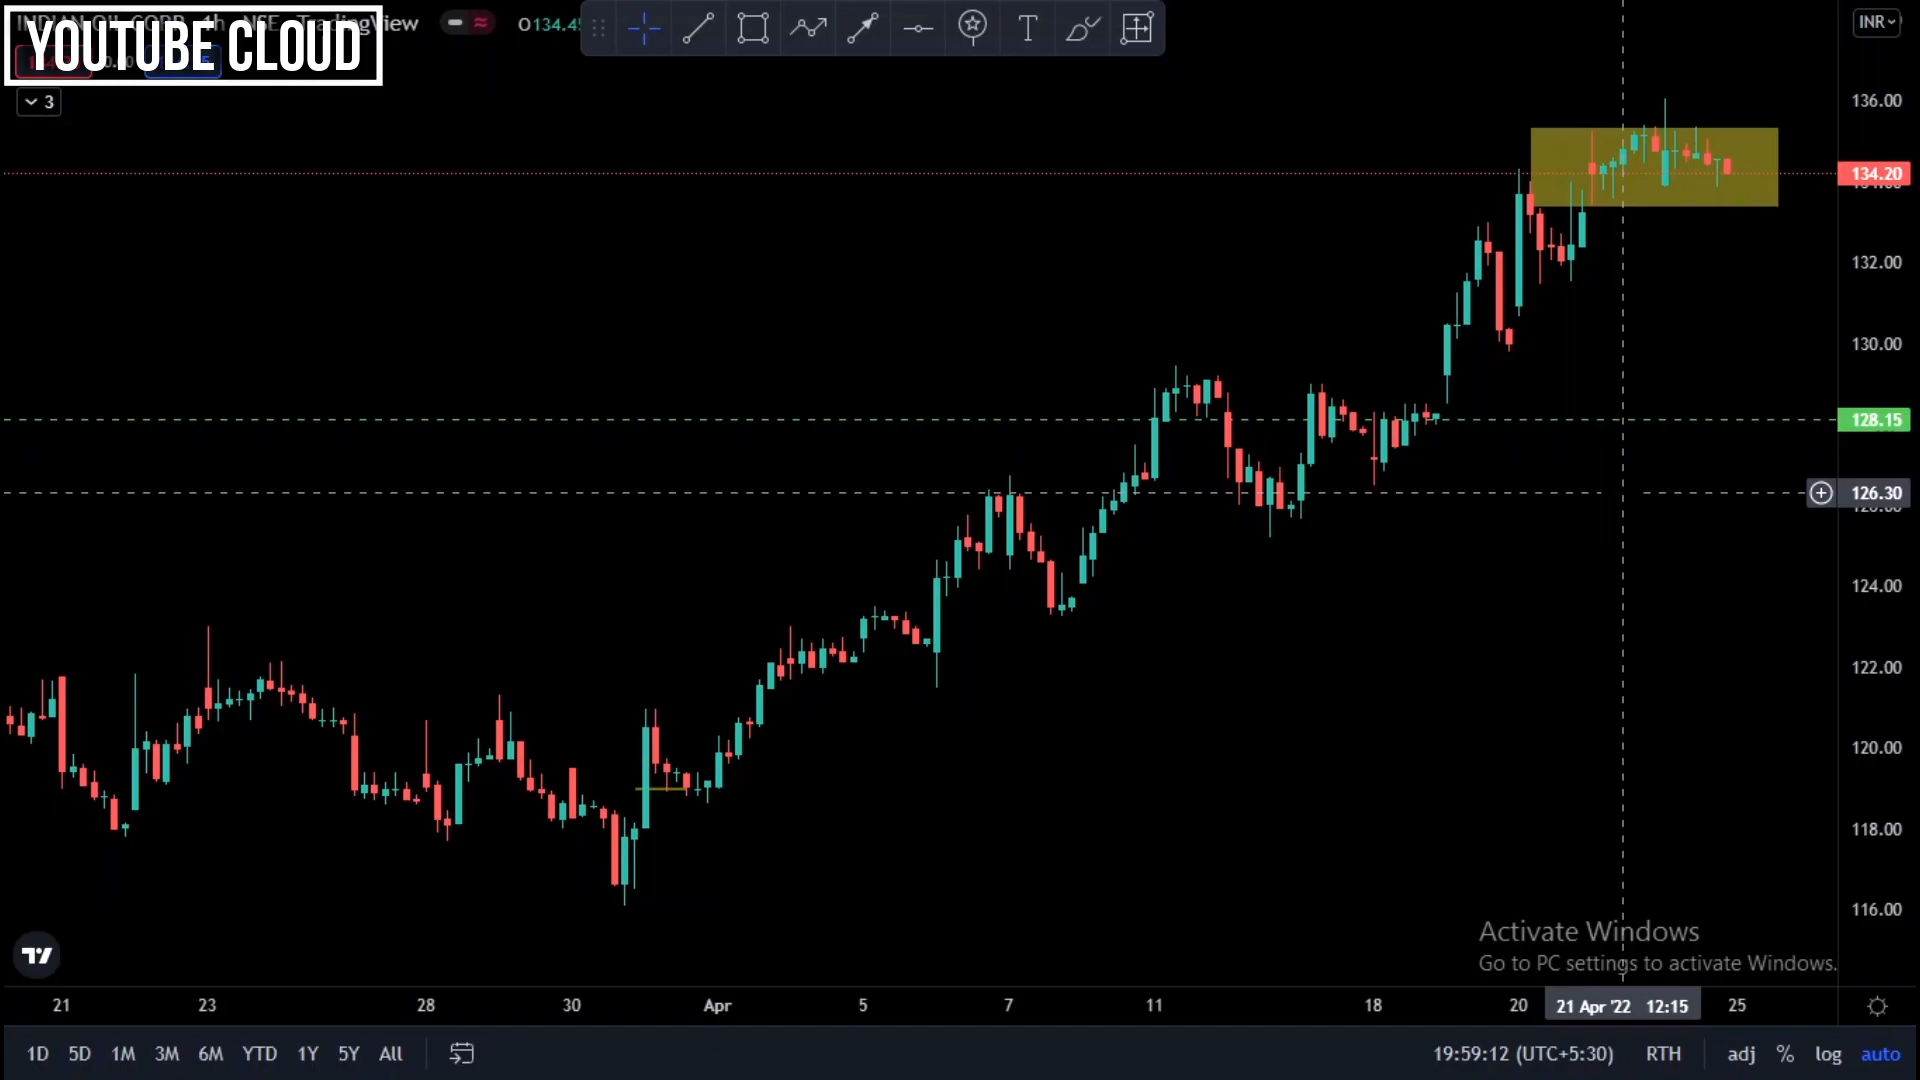 YOUTUBE CLOUD
TradingView
O134.45
INR
3
136.00
134.20
132.00
130.00
128.15
126.30
124.00
122.00
120.00
118.00
116.00
Activate Windows
Go to PC settings to activate Windows.
21 23 28 30 Apr 5 7 11 18 20 21 Apr '22 12:15 25
1D 5D 1M 3M 6M YTD 1Y 5Y All 19:59:12 (UTC+5:30) RTH adj % log auto